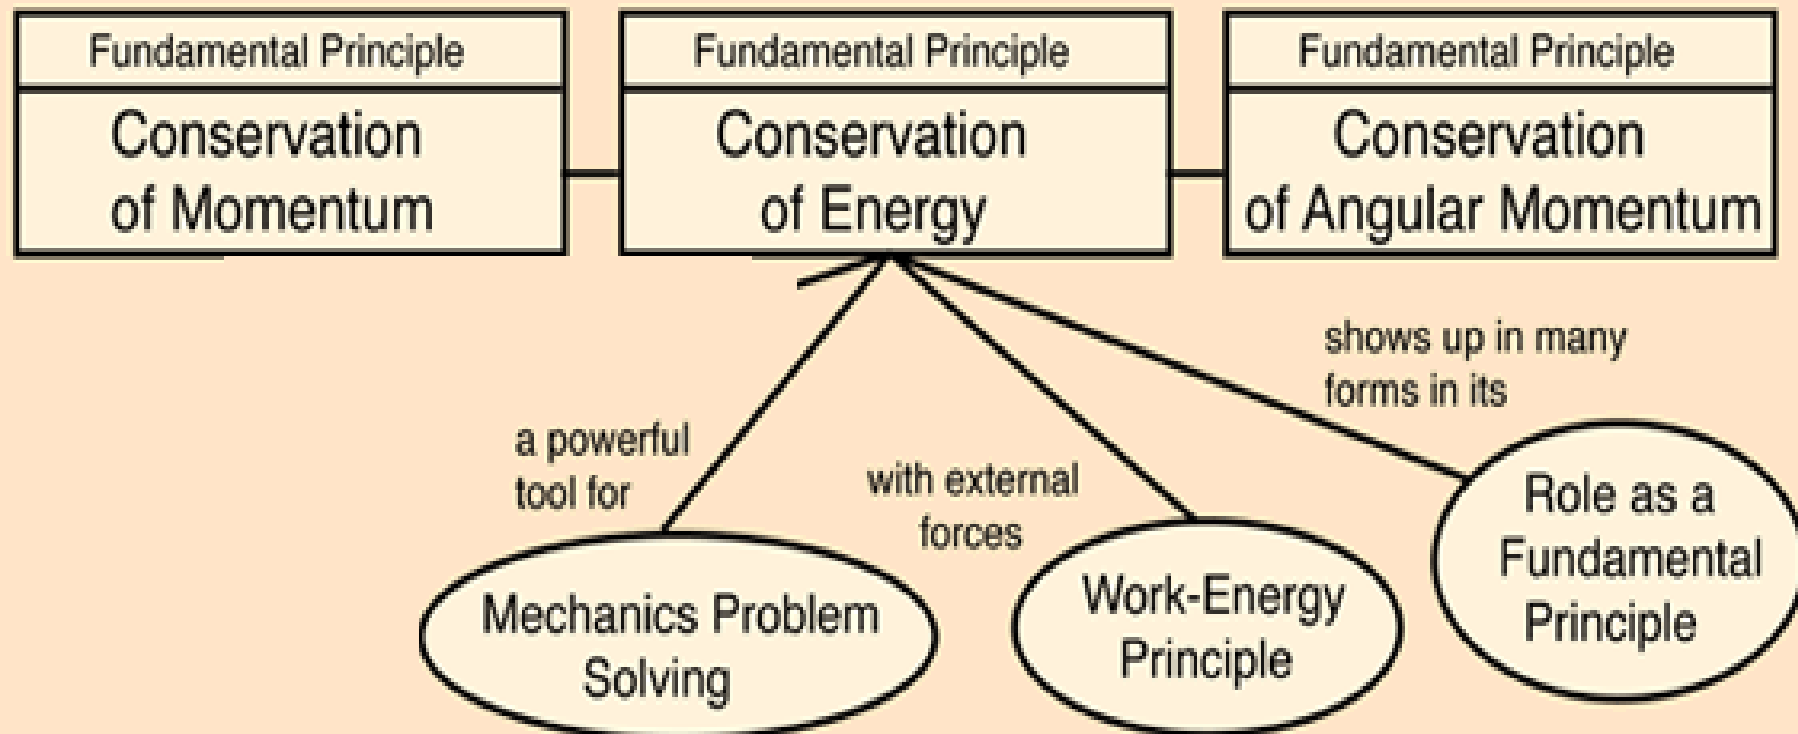 Fundamental Principle
Conservation
of Momentum
Fundamental Principle
Conservation
of Energy
Fundamental Principle
Conservation
of Angular Momentum
shows up in many
forms in its
a powerful
tool for
with external
forces
Role as a
Fundamental
Principle
Mechanics Problem
Solving
Work-Energy
Principle